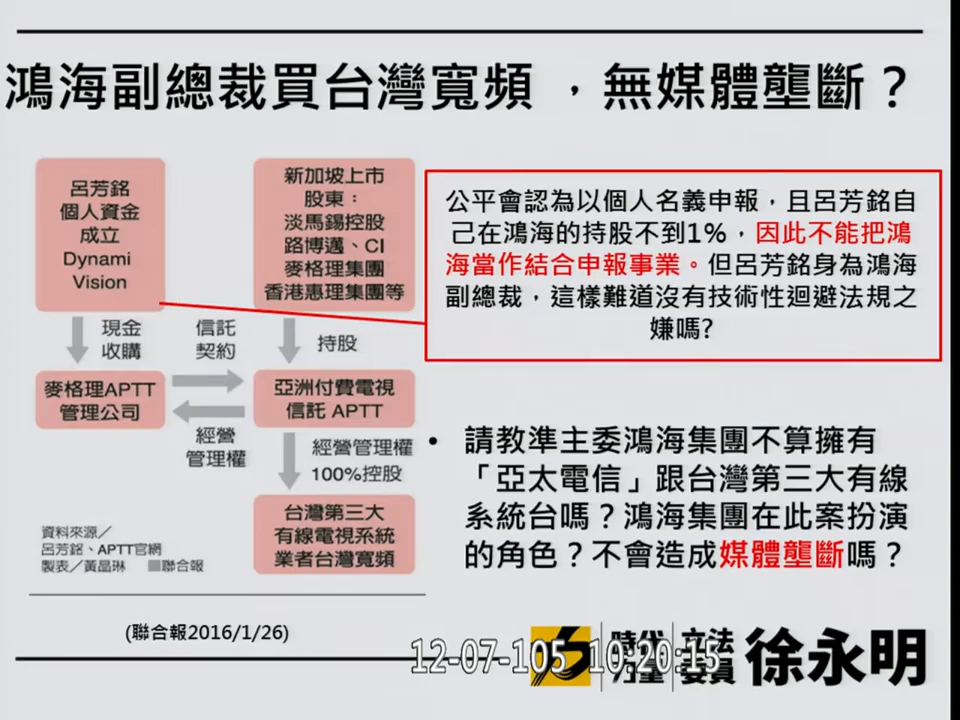 鴻海副總裁買台灣寬頻，無媒體壟斷？
呂芳銘
個人資金
成立
Dynami
Vision
新加坡上市
股東：
淡馬錫控股
路博邁、CI
麥格理集團
香港惠理集團等
公平會認為以個人名義申報，且呂芳銘自
己在鴻海的持股不到1%，因此不能把鴻
海當作結合申報事業。但呂芳銘身為鴻海
副總裁，這樣難道沒有技術性迴避法規之
嫌嗎?
現金
收購
信託
契約
持股
麥格理APTT
管理公司
亞洲付費電視
信託 APTT
經營
管理權
經營管理權
100%控股
台灣第三大
有線電視系統
業者台灣寬頻
• 請教準主委鴻海集團不算擁有
「亞太電信」跟台灣第三大有線
系統台嗎？鴻海集團在此案扮演
的角色？不會造成媒體壟斷嗎？
資料來源／
呂芳銘、APTT官網
製表／黃晶琳 ■聯合報
(聯合報2016/1/26)
時代
力量
立法
委員
徐永明
12-07-105 10:20:15